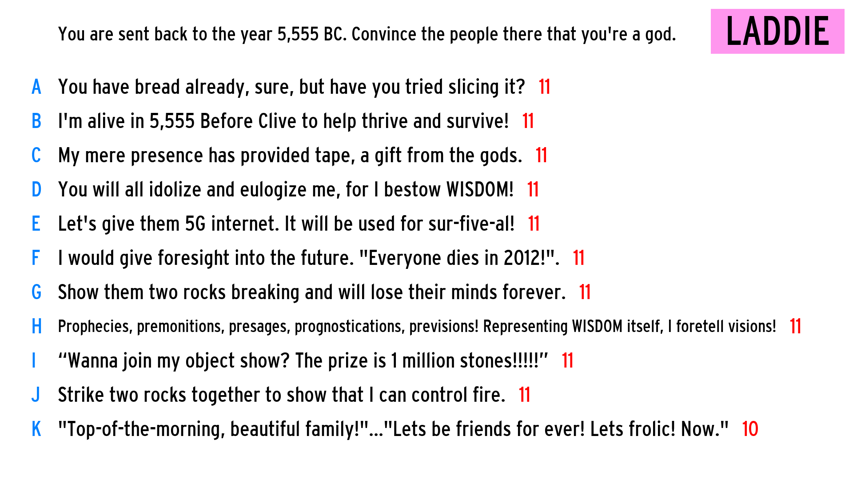 You are sent back to the year 5,555 BC. Convince the people there that you're a god.
LADDIE
A You have bread already, sure, but have you tried slicing it? 11
B I'm alive in 5,555 Before Clive to help thrive and survive! 11
C My mere presence has provided tape, a gift from the gods. 11
D You will all idolize and eulogize me, for I bestow WISDOM! 11
E Let's give them 5G internet. It will be used for sur-five-al! 11
F I would give foresight into the future. "Everyone dies in 2012!". 11
G Show them two rocks breaking and will lose their minds forever. 11
H Prophecies, premonitions, presages, prognostications, previsions! Representing WISDOM itself, I foretell visions! 11
I “Wanna join my object show? The prize is 1 million stones!!!!!” 11
J Strike two rocks together to show that I can control fire. 11
K "Top-of-the-morning, beautiful family!"..."Lets be friends for ever! Lets frolic! Now." 10